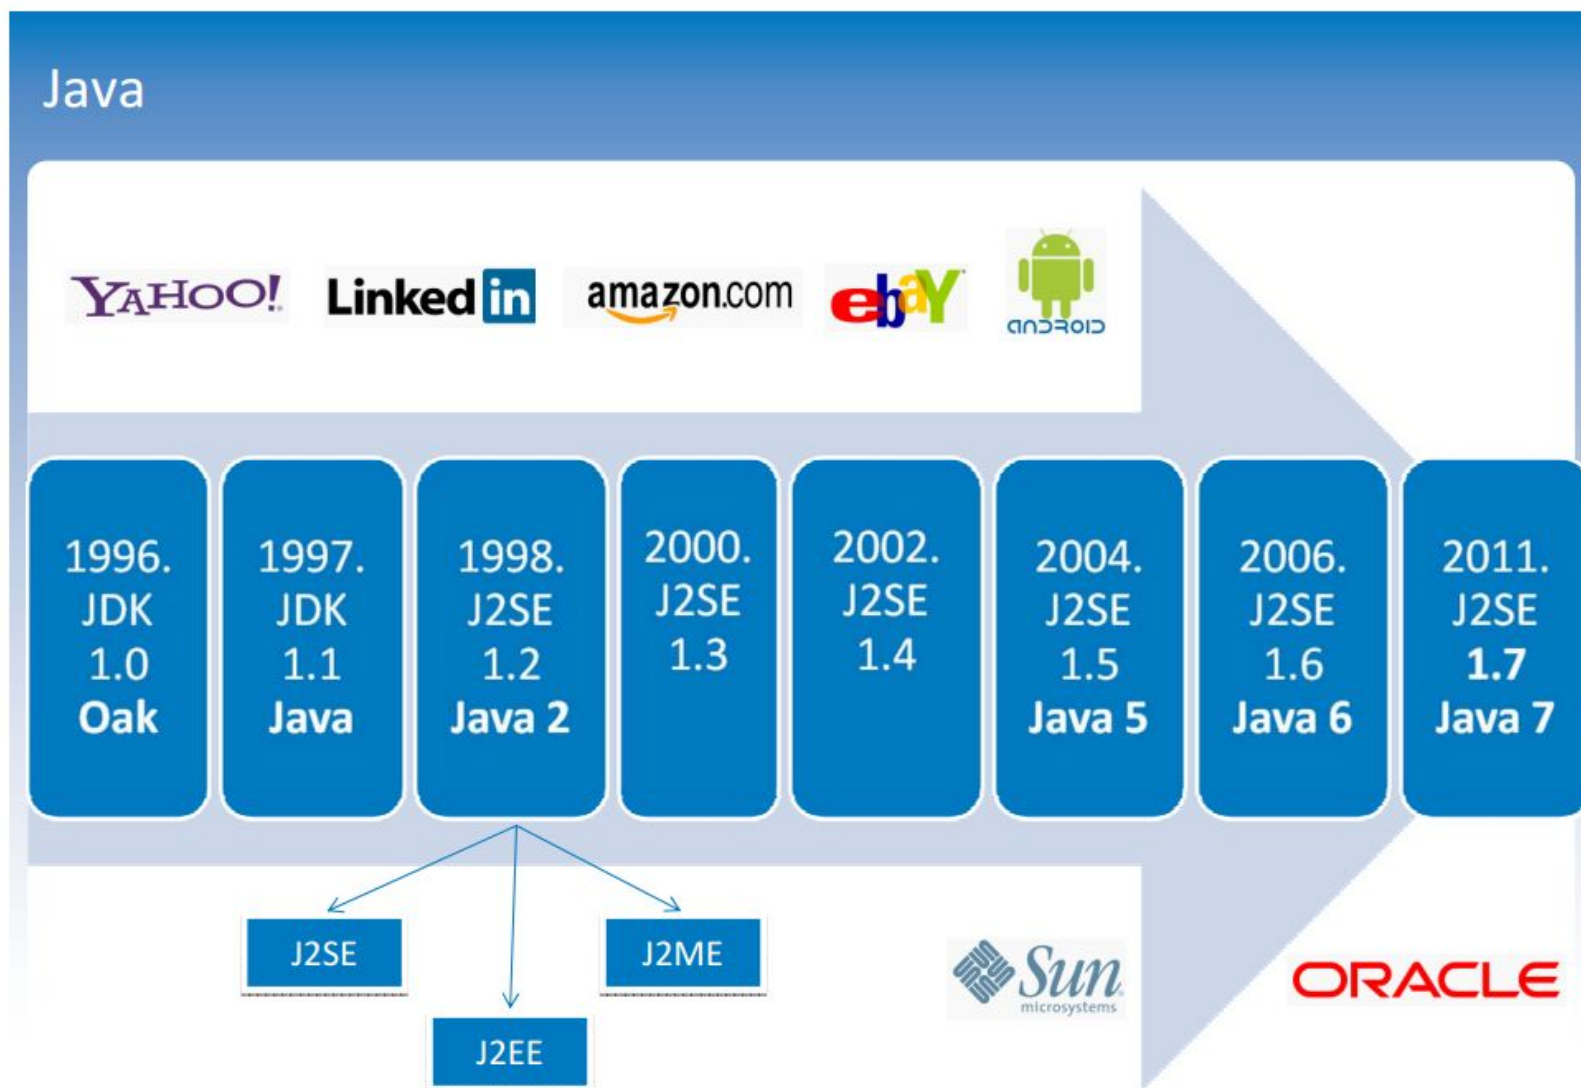 Java
YAHOO!
Linked in
amazon.com
ebaY
ANDROID
1996.
JDK
1.0
Oak
1997.
JDK
1.1
Java
1998.
J2SE
1.2
Java 2
2000.
J2SE
1.3
2002.
J2SE
1.4
2004.
J2SE
1.5
Java 5
2006.
J2SE
1.6
Java 6
2011.
J2SE
1.7
Java 7
J2SE
J2ME
J2EE
Sun
microsystems
ORACLE